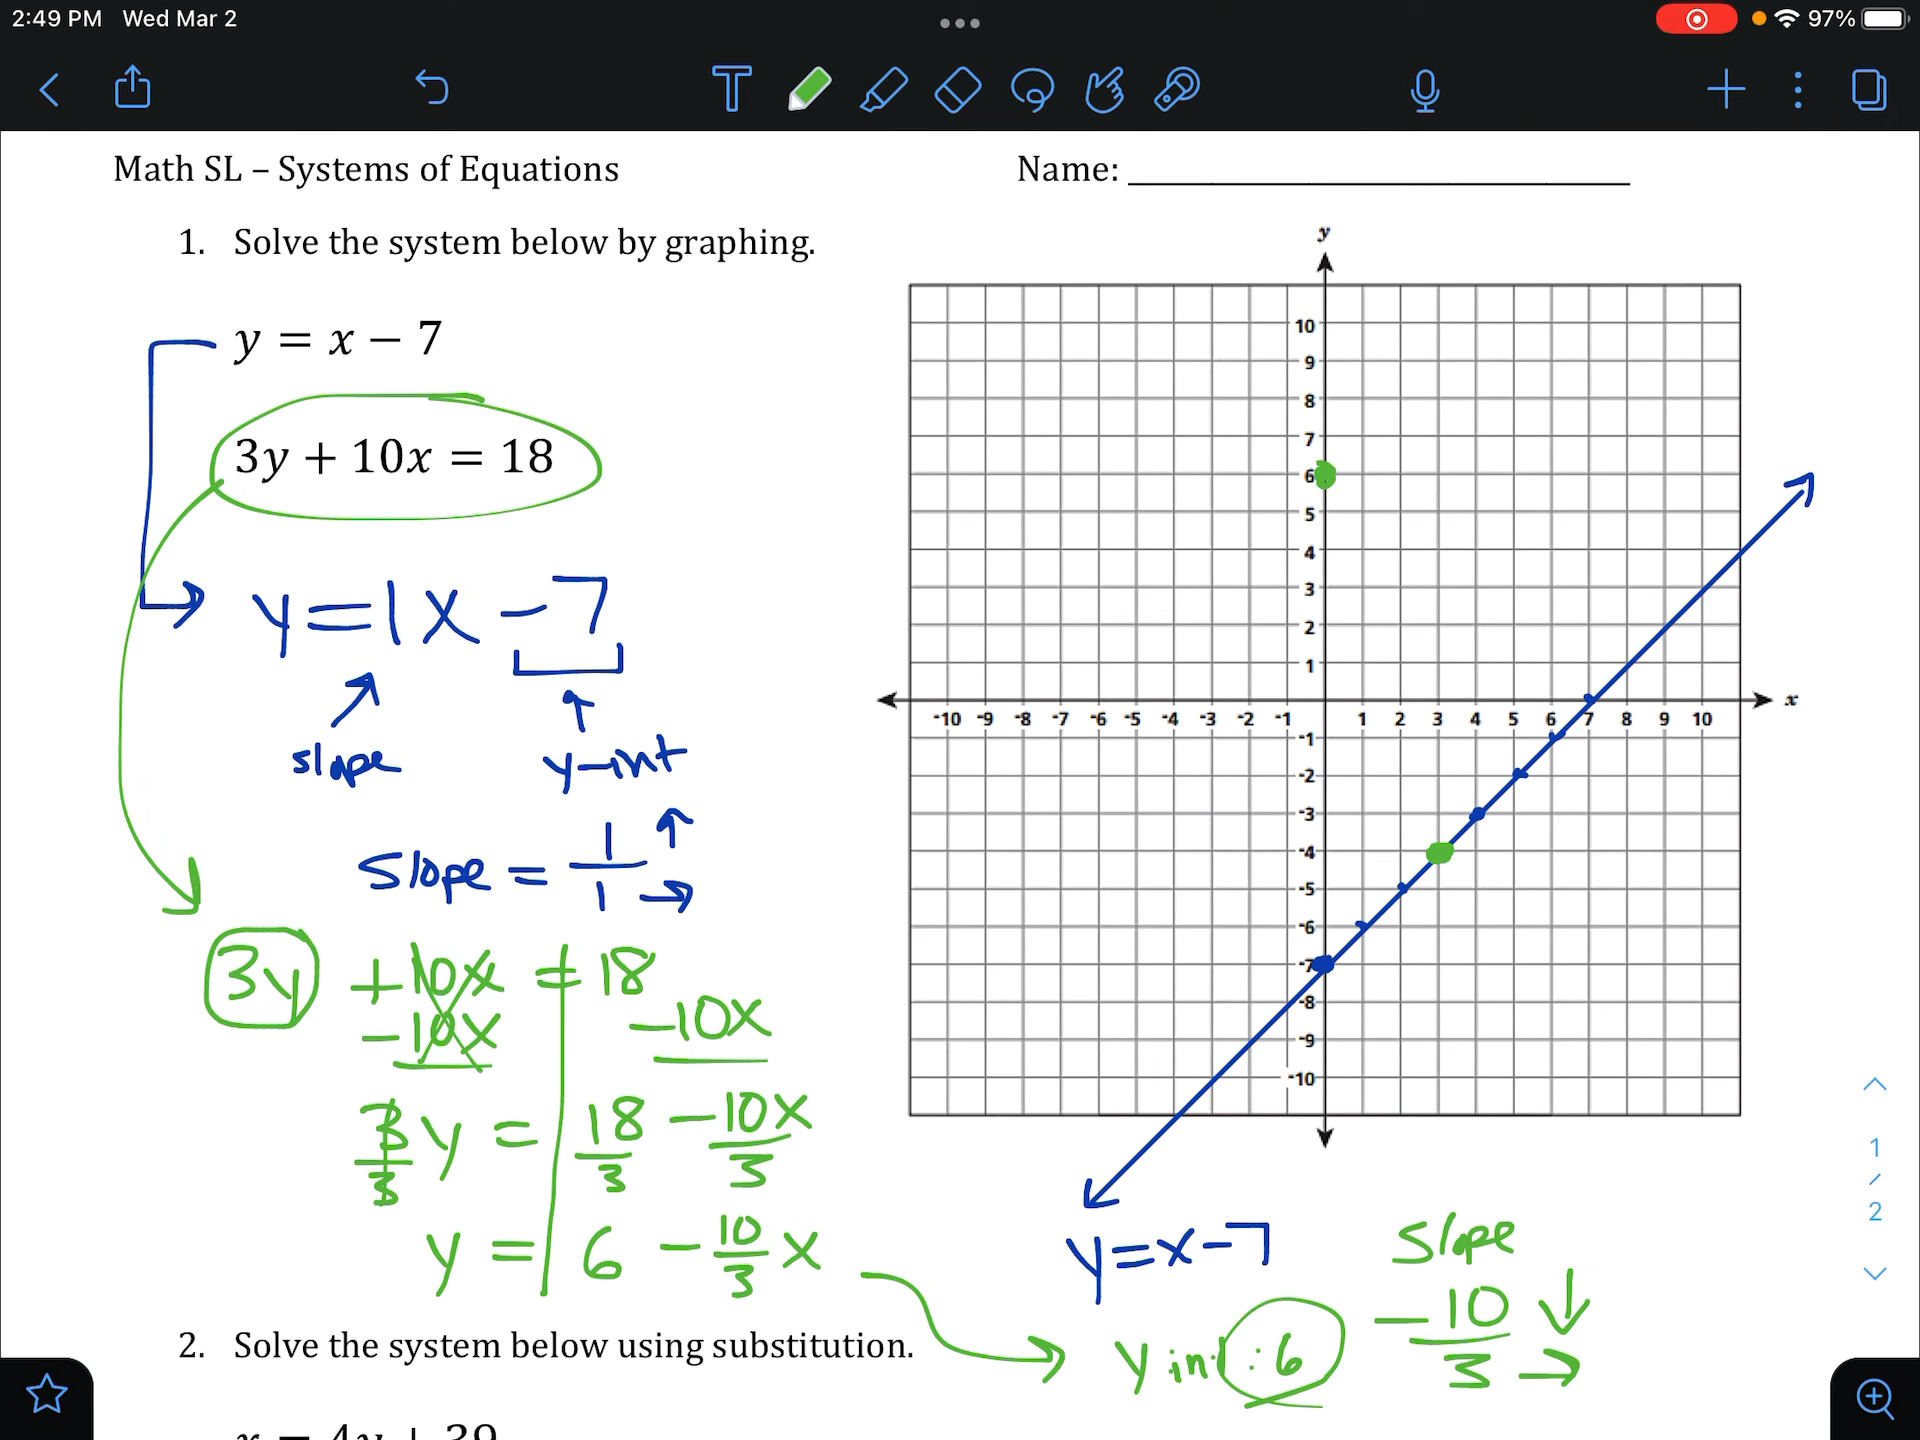 2:49 PM Wed Mar 2
97%
Math SL – Systems of Equations
Name:
1. Solve the system below by graphing.
y = x − 7
3y + 10x = 18
y = 1x − 7
slope
y-int
slope = 1/1
3y + 10x = 18
−10x −10x
3/3 y = 18/3 − 10x/3
y = 6 − 10/3 x
y
10
9
8
7
6
5
4
3
2
1
x
-10 -9 -8 -7 -6 -5 -4 -3 -2 -1 1 2 3 4 5 6 7 8 9 10
-1
-2
-3
-4
-5
-6
-7
-8
-9
-10
y = x − 7
slope
−10/3
y int: 6
1
/
2
2. Solve the system below using substitution.